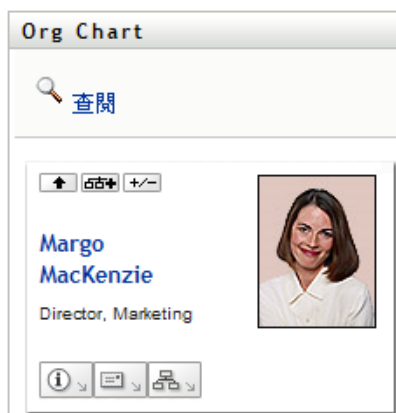 Org Chart
查閱
+/−
Margo
MacKenzie
Director, Marketing